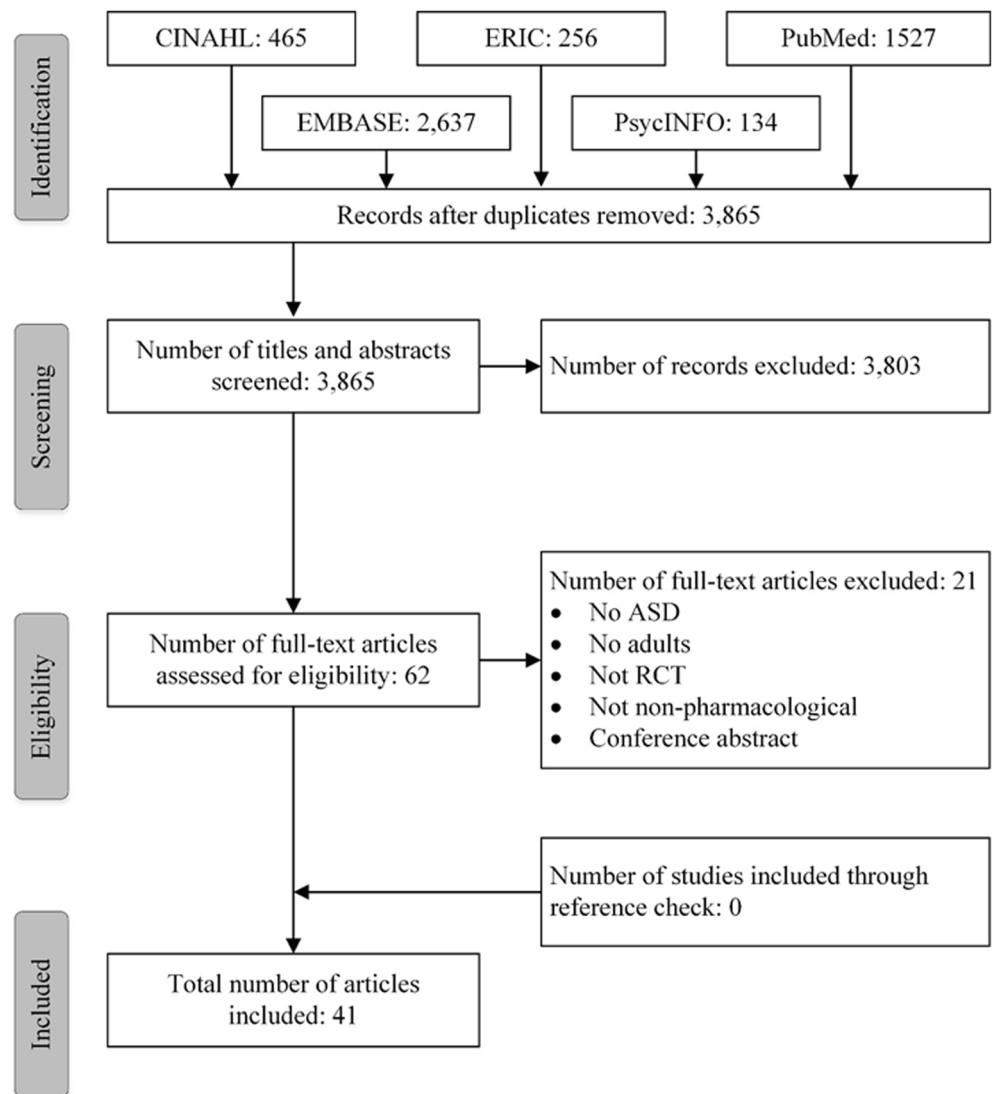 Identification
CINAHL: 465
ERIC: 256
PubMed: 1527
EMBASE: 2,637
PsycINFO: 134
Records after duplicates removed: 3,865
Screening
Number of titles and abstracts
screened: 3,865
Number of records excluded: 3,803
Eligibility
Number of full-text articles
assessed for eligibility: 62
Number of full-text articles excluded: 21
• No ASD
• No adults
• Not RCT
• Not non-pharmacological
• Conference abstract
Number of studies included through
reference check: 0
Included
Total number of articles
included: 41